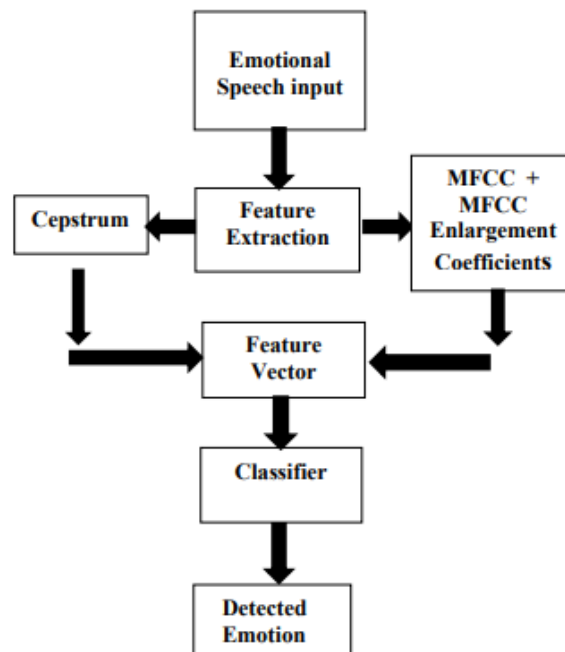 Emotional
Speech input
Cepstrum
Feature
Extraction
MFCC +
MFCC
Enlargement
Coefficients
Feature
Vector
Classifier
Detected
Emotion